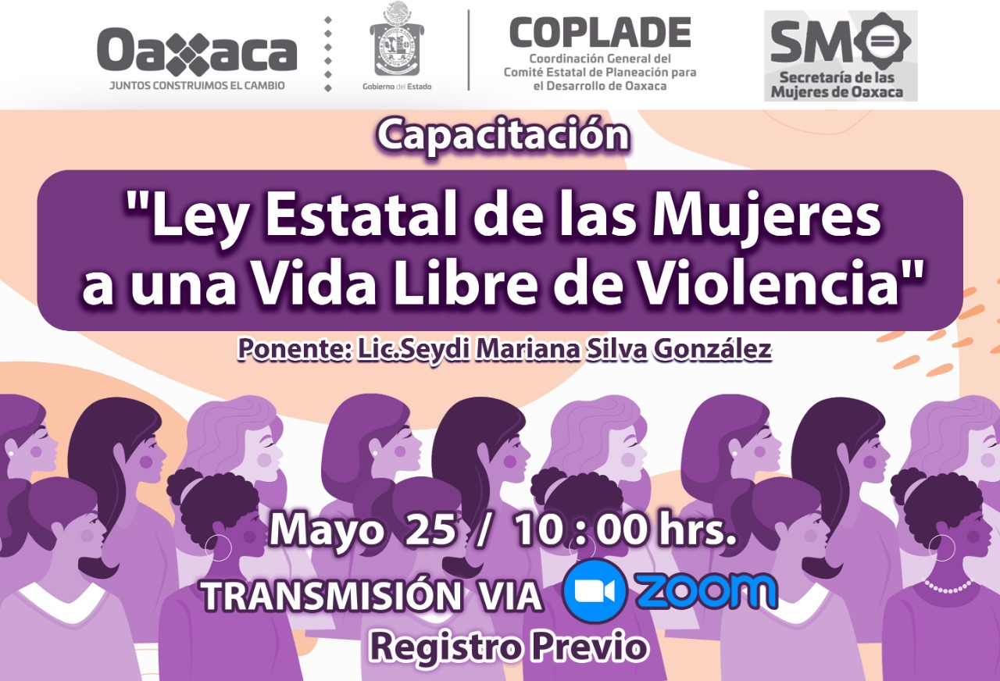 Oaxaca
JUNTOS CONSTRUIMOS EL CAMBIO
Gobierno del Estado
COPLADE
Coordinación General del
Comité Estatal de Planeación para
el Desarrollo de Oaxaca
SM
Secretaría de las
Mujeres de Oaxaca
Capacitación
"Ley Estatal de las Mujeres
a una Vida Libre de Violencia"
Ponente: Lic.Seydi Mariana Silva González
Mayo 25 / 10 : 00 hrs.
TRANSMISIÓN VIA zoom
Registro Previo